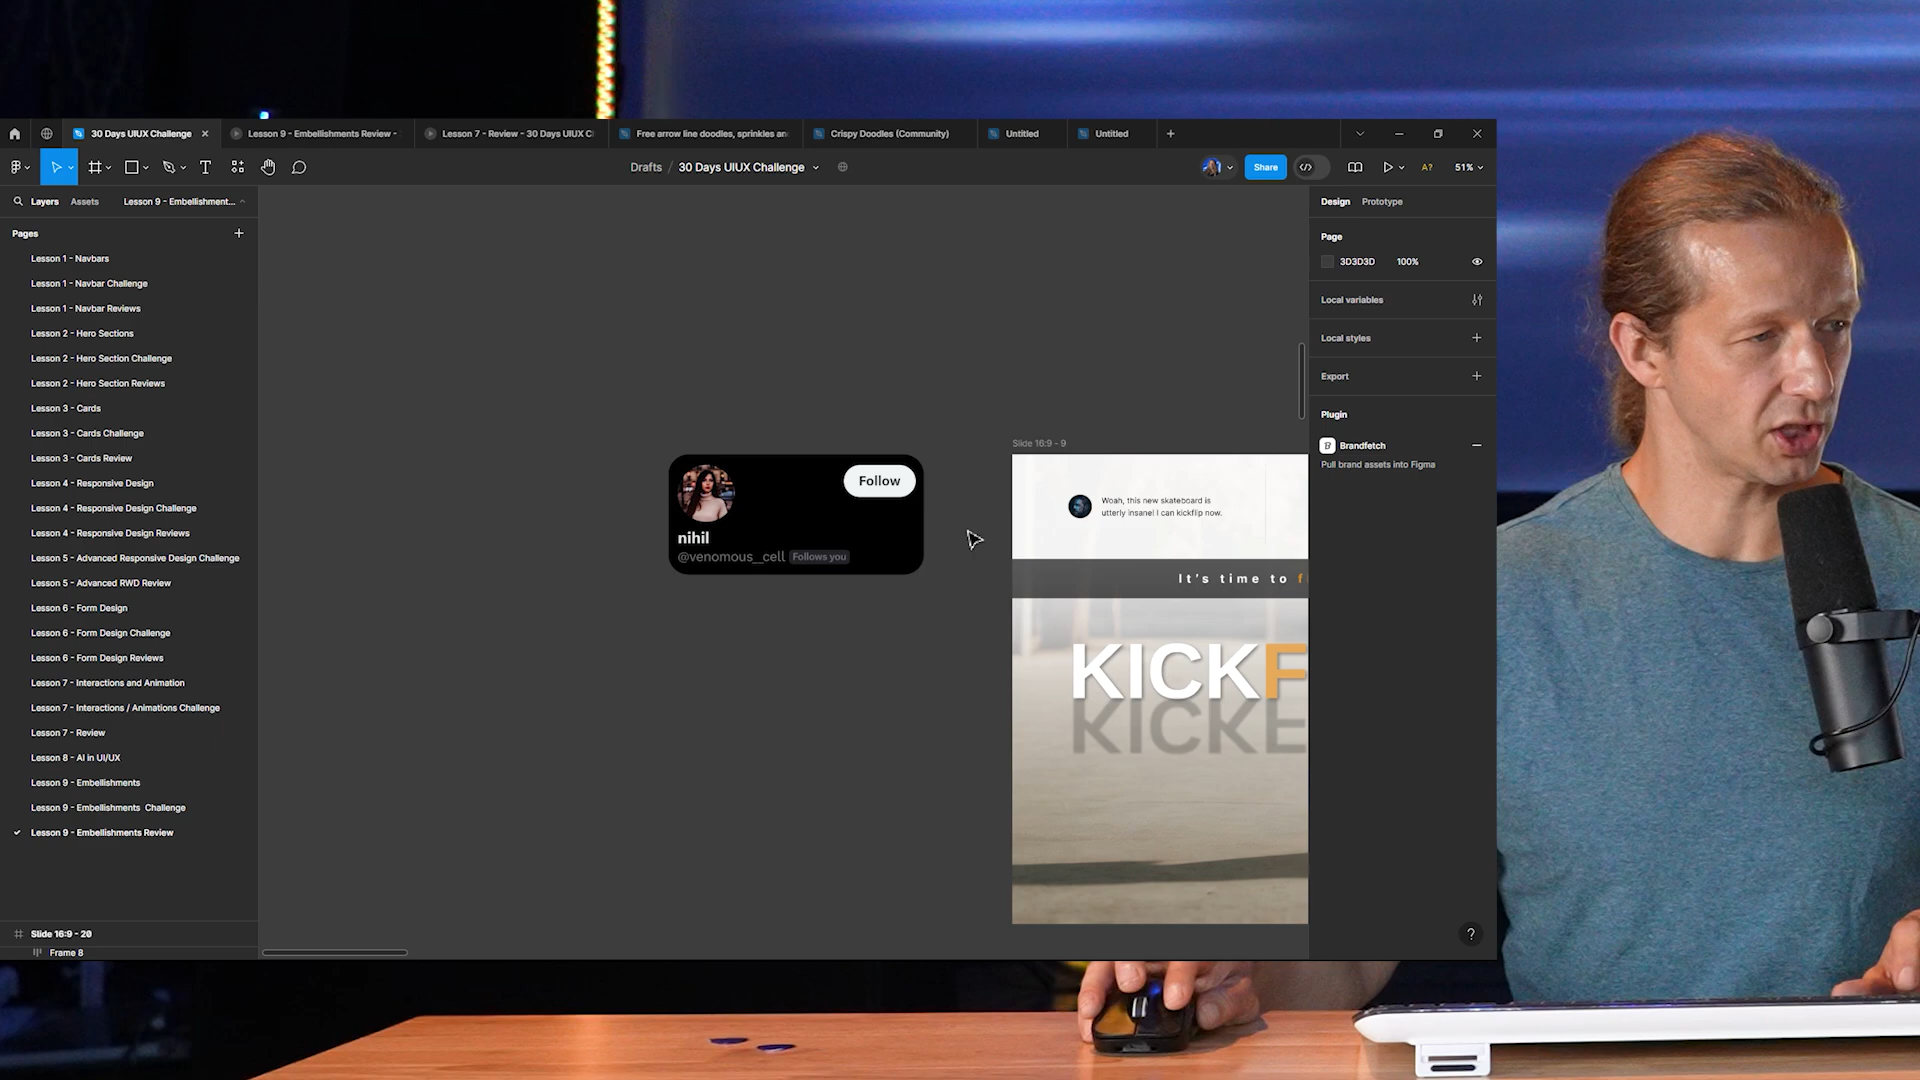 30 Days UIUX Challenge
Lesson 9 - Embellishments Review -
Lesson 7 - Review - 30 Days UIUX C
Free arrow line doodles, sprinkles an
Crispy Doodles (Community)
Untitled
Untitled
Drafts / 30 Days UIUX Challenge
Share
A?
51%
Layers
Assets
Lesson 9 - Embellishment...
Design
Prototype
Pages
Lesson 1 - Navbars
Lesson 1 - Navbar Challenge
Lesson 1 - Navbar Reviews
Lesson 2 - Hero Sections
Lesson 2 - Hero Section Challenge
Lesson 2 - Hero Section Reviews
Lesson 3 - Cards
Lesson 3 - Cards Challenge
Lesson 3 - Cards Review
Lesson 4 - Responsive Design
Lesson 4 - Responsive Design Challenge
Lesson 4 - Responsive Design Reviews
Lesson 5 - Advanced Responsive Design Challenge
Lesson 5 - Advanced RWD Review
Lesson 6 - Form Design
Lesson 6 - Form Design Challenge
Lesson 6 - Form Design Reviews
Lesson 7 - Interactions and Animation
Lesson 7 - Interactions / Animations Challenge
Lesson 7 - Review
Lesson 8 - AI in UI/UX
Lesson 9 - Embellishments
Lesson 9 - Embellishments Challenge
Lesson 9 - Embellishments Review
Slide 16:9 - 20
Frame 8
Follow
nihil
@venomous__cell Follows you
Slide 16:9 - 9
Woah, this new skateboard is
utterly insane! I can kickflip now.
It's time to f
KICKF
KICKF
Page
3D3D3D 100%
Local variables
Local styles
Export
Plugin
Brandfetch
Pull brand assets into Figma
?